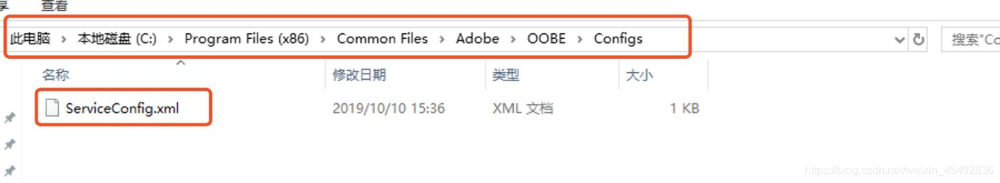 查看
此电脑 > 本地磁盘 (C:) > Program Files (x86) > Common Files > Adobe > OOBE > Configs
搜索"Co
名称 修改日期 类型 大小
ServiceConfig.xml 2019/10/10 15:36 XML 文档 1 KB
https://blog.csdn.net/weixin_45492836